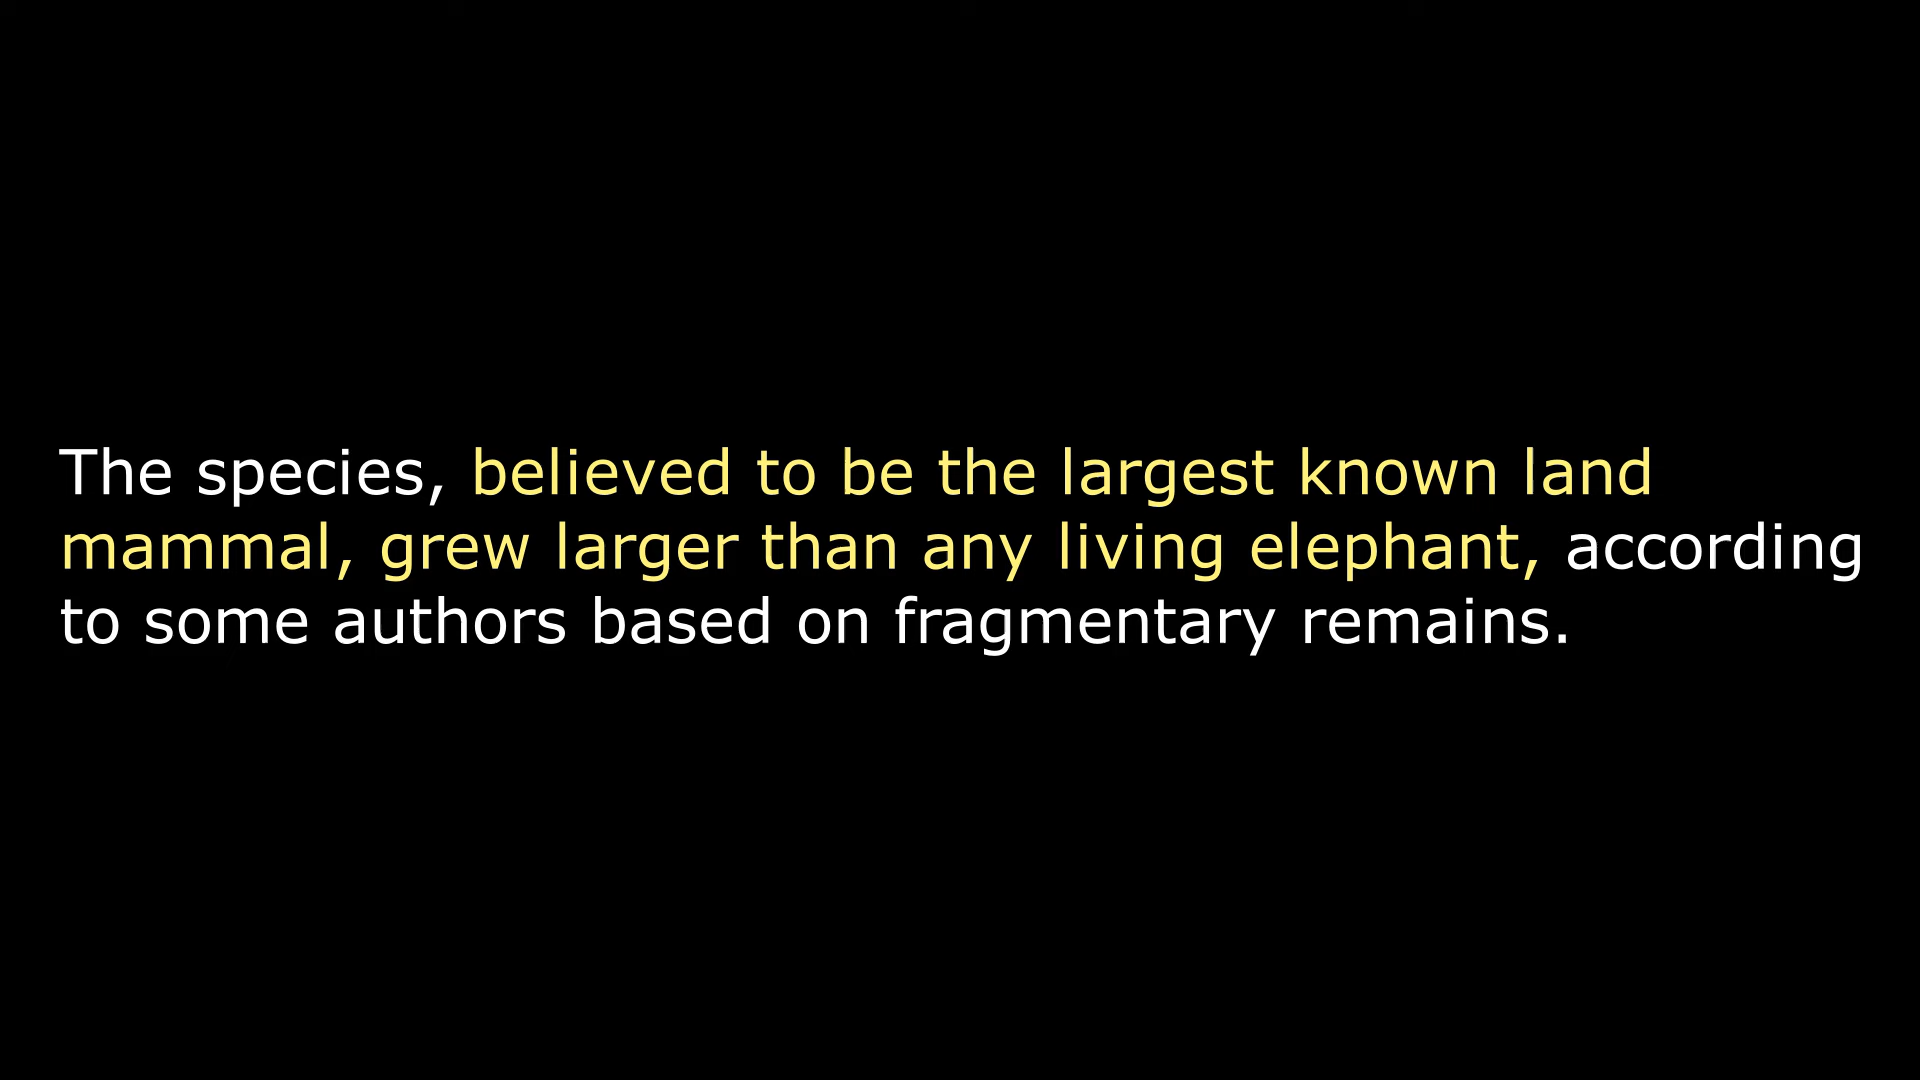 The species, believed to be the largest known land
mammal, grew larger than any living elephant, according
to some authors based on fragmentary remains.